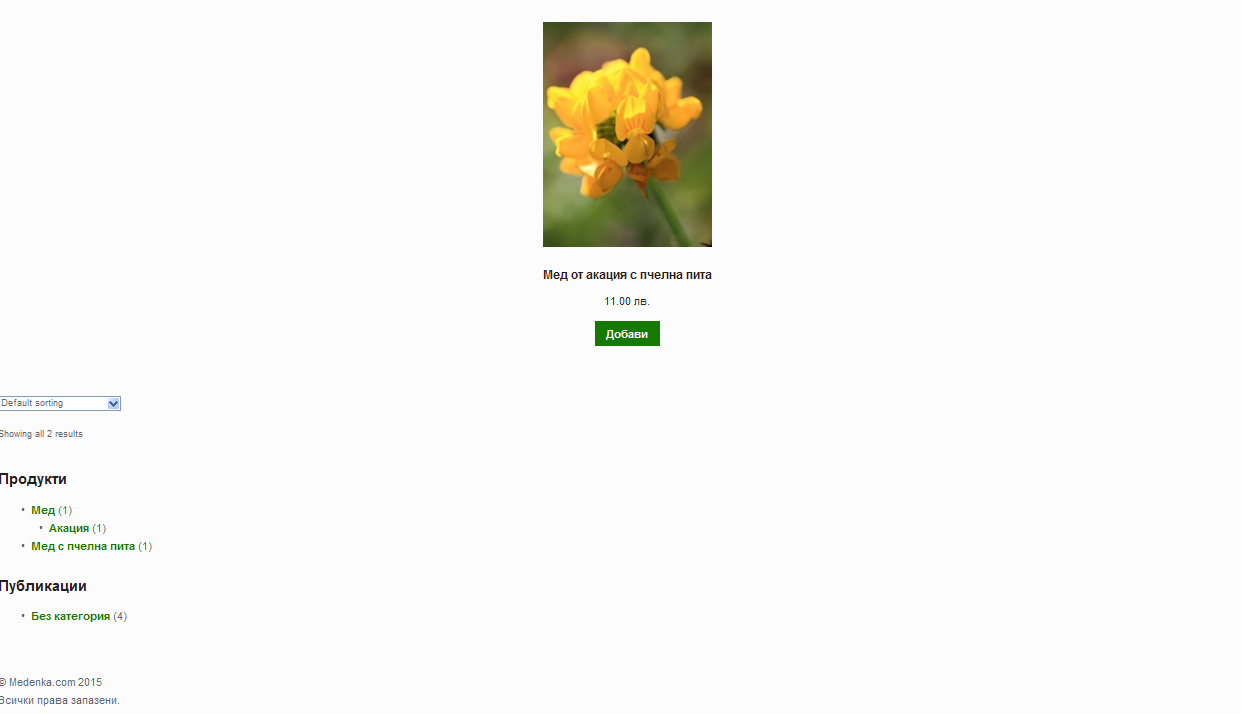 Мед от акация с пчелна пита
11.00 лв.
Добави
Default sorting
Showing all 2 results
Продукти
• Мед (1)
• Акация (1)
• Мед с пчелна пита (1)
Публикации
• Без категория (4)
© Medenka.com 2015
Всички права запазени.